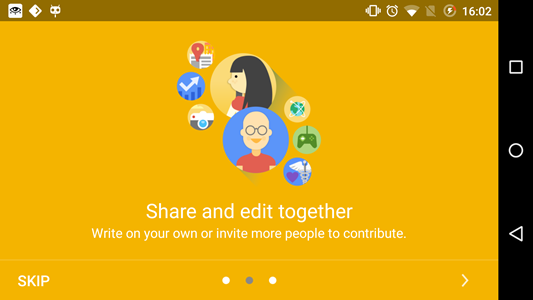 16:02
Share and edit together
Write on your own or invite more people to contribute.
SKIP